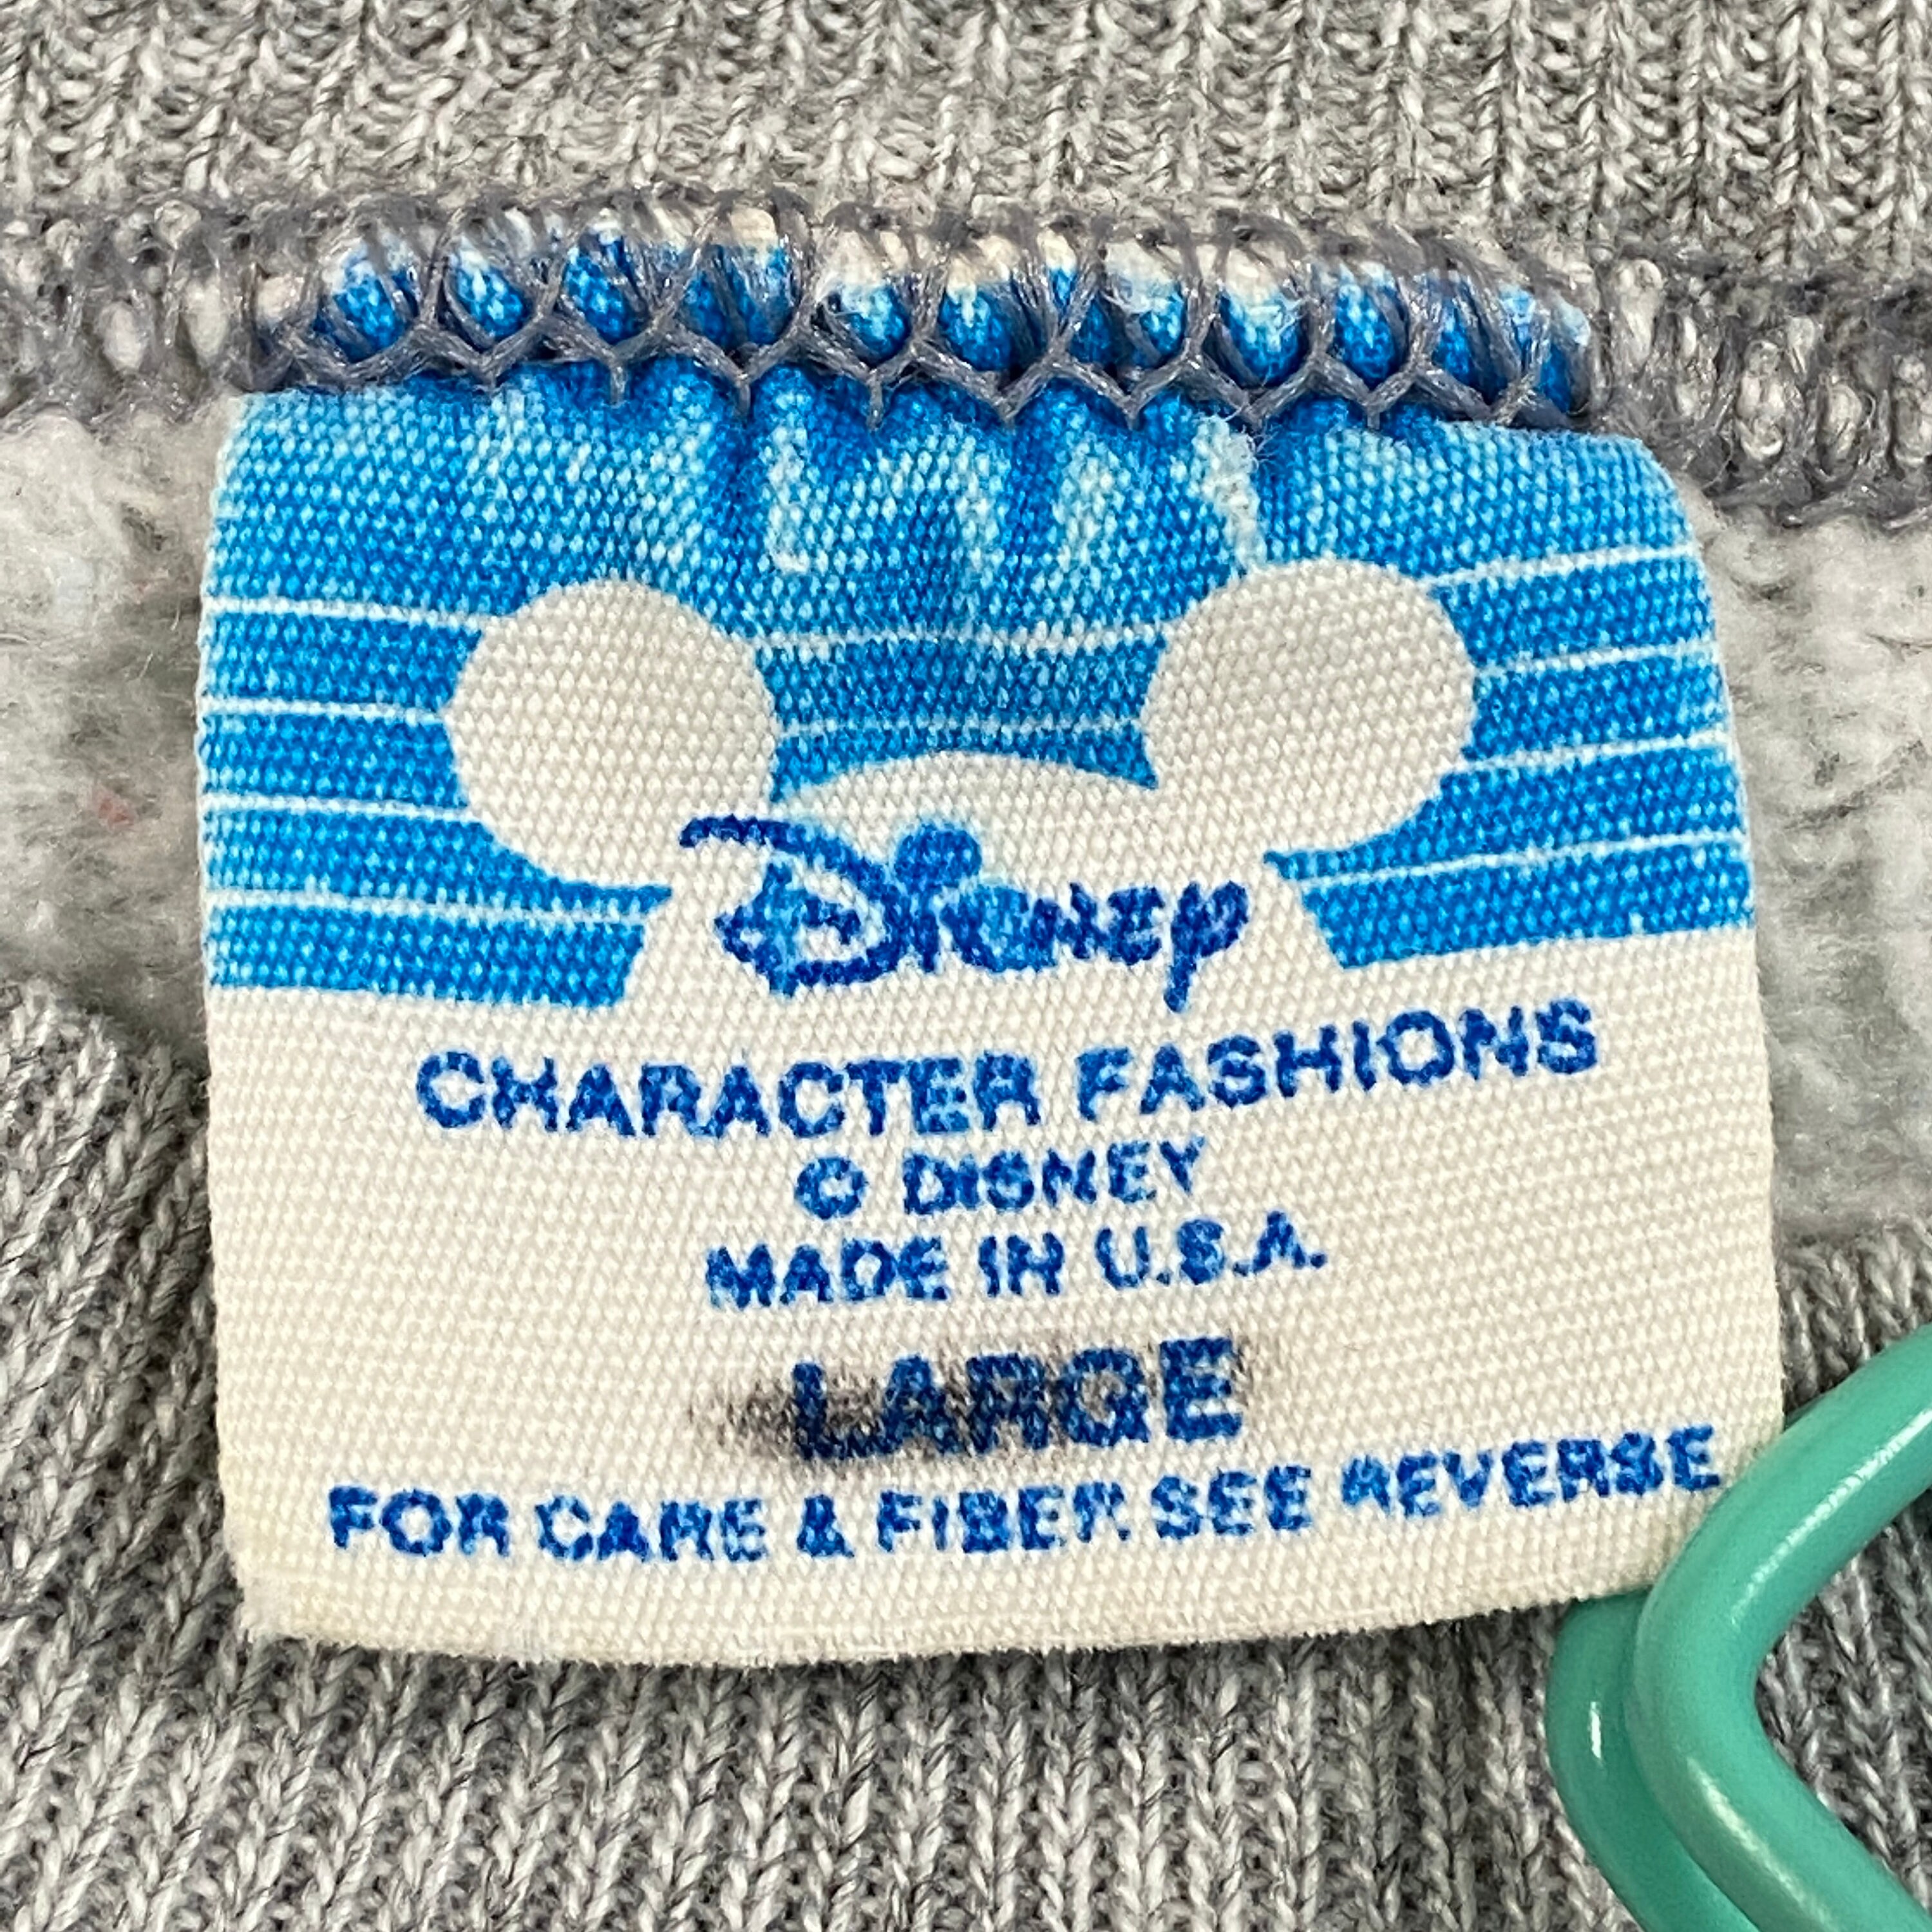 Disney
CHARACTER FASHIONS
© DISNEY
MADE IN U.S.A.
LARGE
FOR CARE & FIBER SEE REVERSE